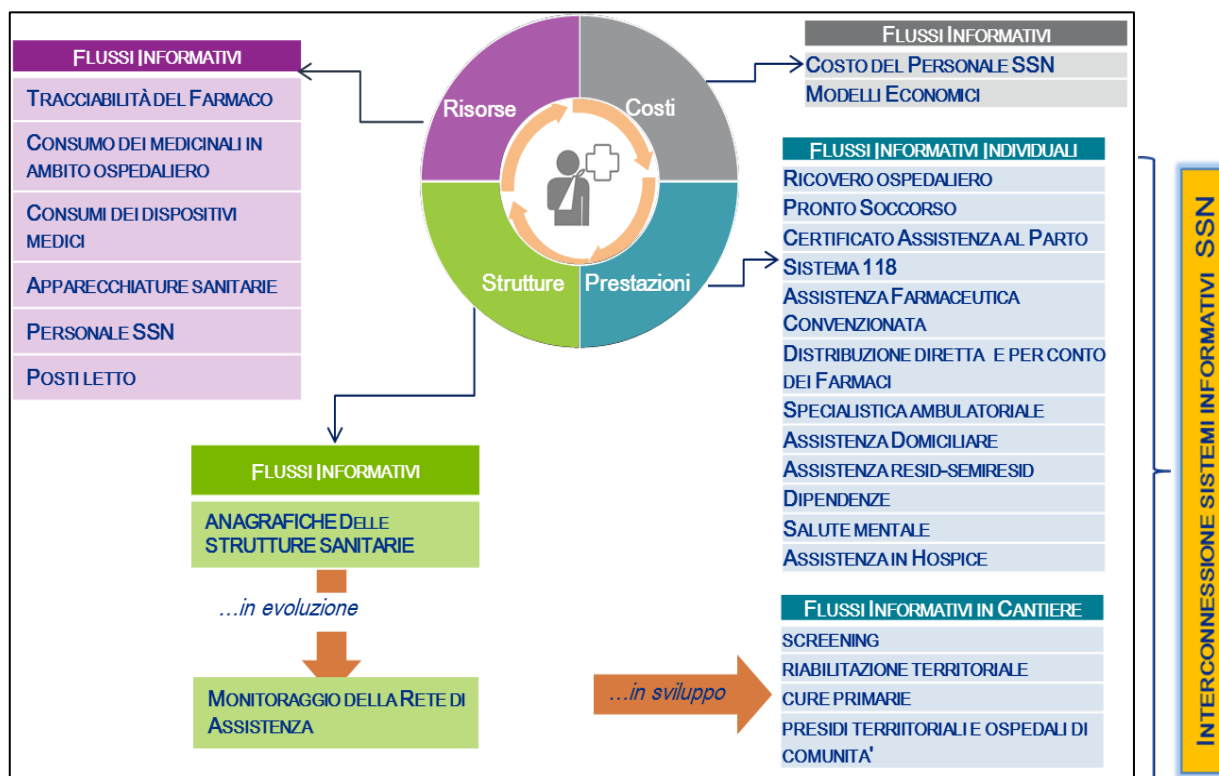 FLUSSI INFORMATIVI
TRACCIABILITÀ DEL FARMACO
CONSUMO DEI MEDICINALI IN
AMBITO OSPEDALIERO
CONSUMI DEI DISPOSITIVI
MEDICI
APPARECCHIATURE SANITARIE
PERSONALE SSN
POSTI LETTO
Risorse
Costi
Strutture
Prestazioni
FLUSSI INFORMATIVI
COSTO DEL PERSONALE SSN
MODELLI ECONOMICI
FLUSSI INFORMATIVI INDIVIDUALI
RICOVERO OSPEDALIERO
PRONTO SOCCORSO
CERTIFICATO ASSISTENZA AL PARTO
SISTEMA 118
ASSISTENZA FARMACEUTICA
CONVENZIONATA
DISTRIBUZIONE DIRETTA E PER CONTO
DEI FARMACI
SPECIALISTICA AMBULATORIALE
ASSISTENZA DOMICILIARE
ASSISTENZA RESID-SEMIRESID
DIPENDENZE
SALUTE MENTALE
ASSISTENZA IN HOSPICE
FLUSSI INFORMATIVI
ANAGRAFICHE DELLE
STRUTTURE SANITARIE
...in evoluzione
MONITORAGGIO DELLA RETE DI
ASSISTENZA
...in sviluppo
FLUSSI INFORMATIVI IN CANTIERE
SCREENING
RIABILITAZIONE TERRITORIALE
CURE PRIMARIE
PRESIDI TERRIITORIALI E OSPEDALI DI
COMUNITA'
INTERCONNESSIONE SISTEMI INFORMATIVI SSN